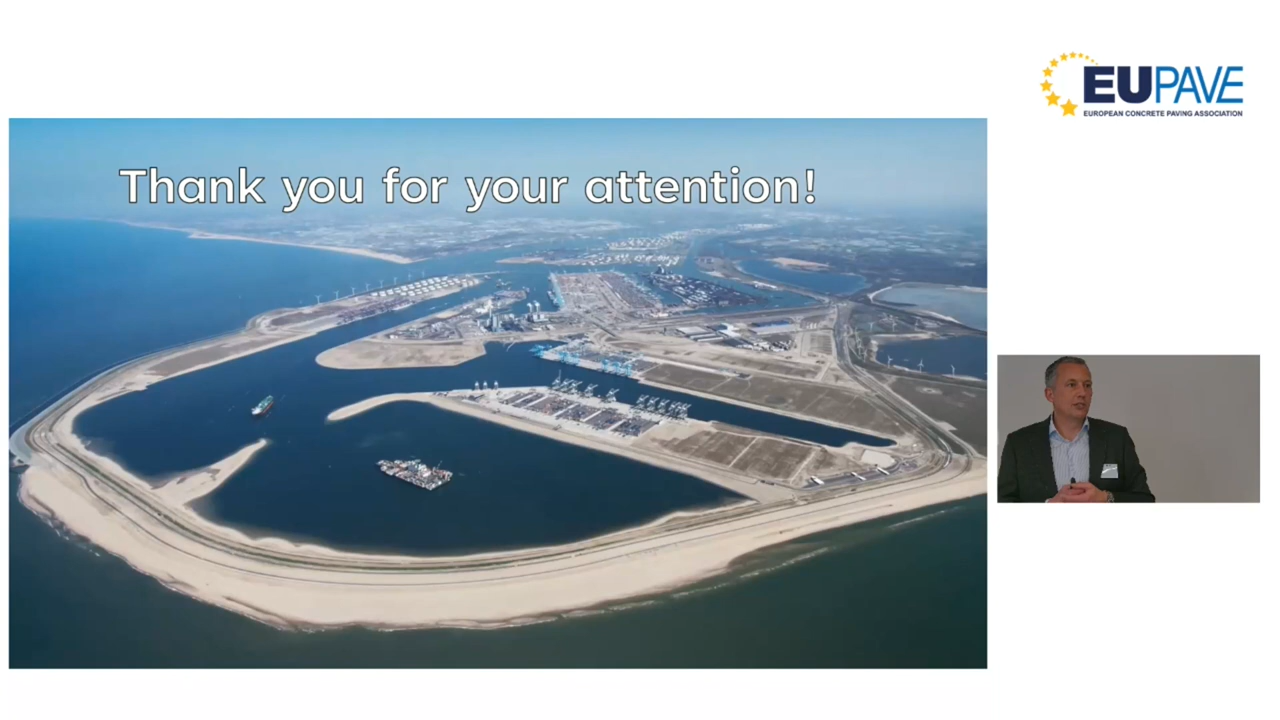 EUPAVE
EUROPEAN CONCRETE PAVING ASSOCIATION
Thank you for your attention!